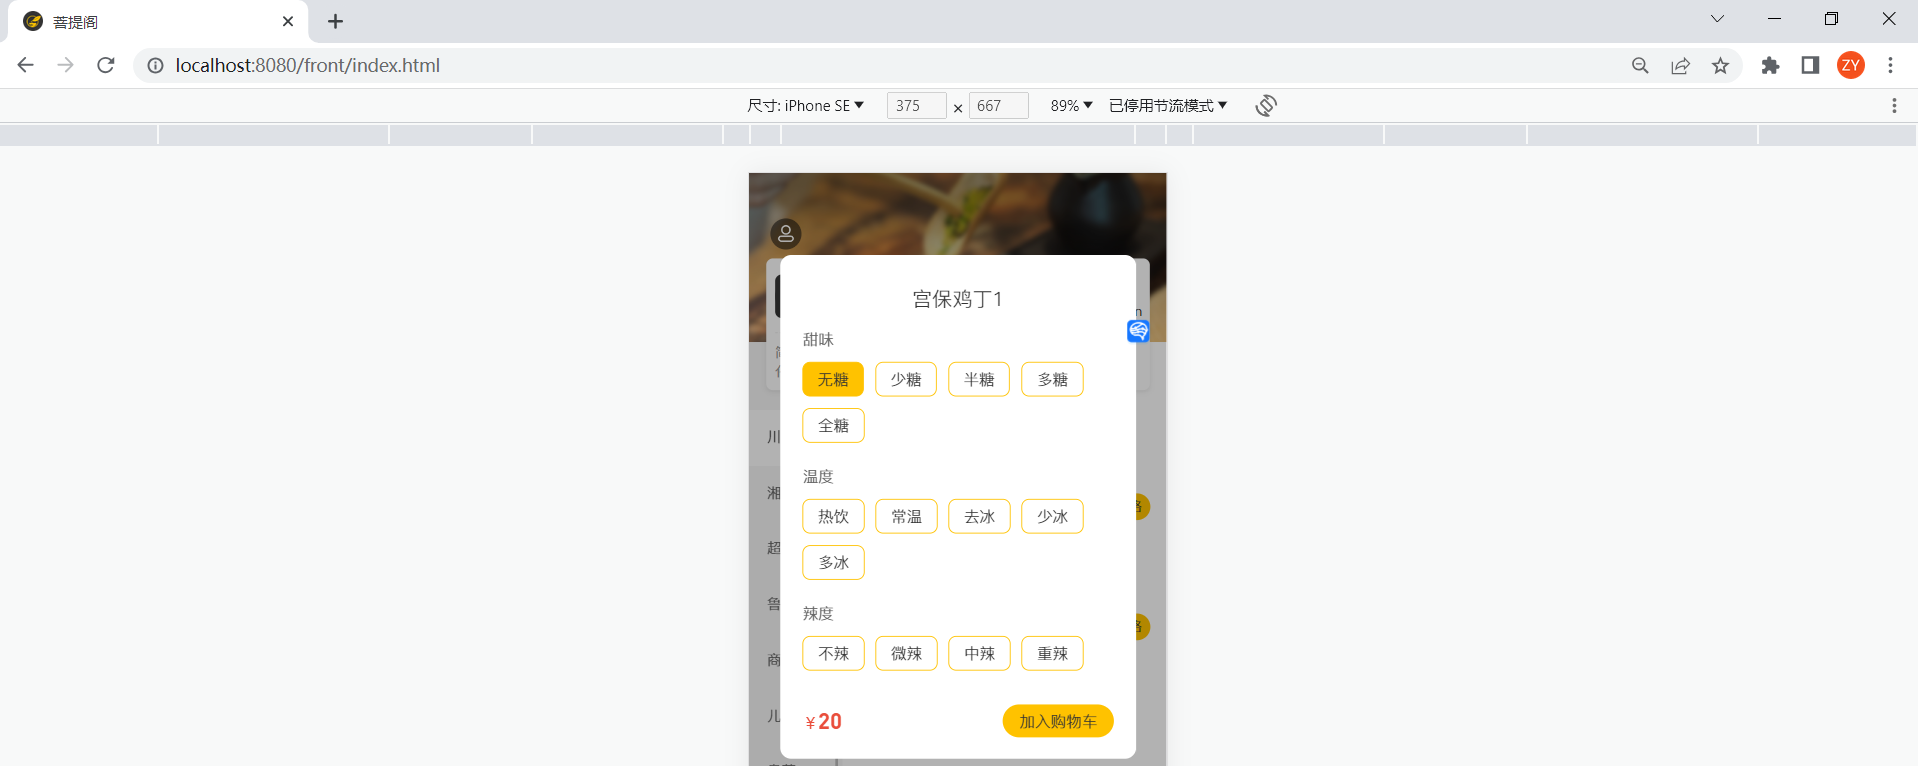 菩提阁
localhost:8080/front/index.html
ZY
尺寸: iPhone SE 375 × 667 89% 已停用节流模式
宫保鸡丁1
n
甜味
无糖 少糖 半糖 多糖
全糖
川
温度
湘
热饮 常温 去冰 少冰
超
多冰
鲁
辣度
不辣 微辣 中辣 重辣
商
儿
¥20 加入购物车